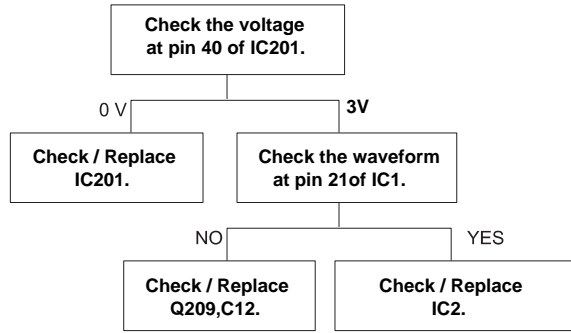 Check the voltage
at pin 40 of IC201.
0 V
3V
Check / Replace
IC201.
Check the waveform
at pin 21of IC1.
NO
YES
Check / Replace
Q209,C12.
Check / Replace
IC2.